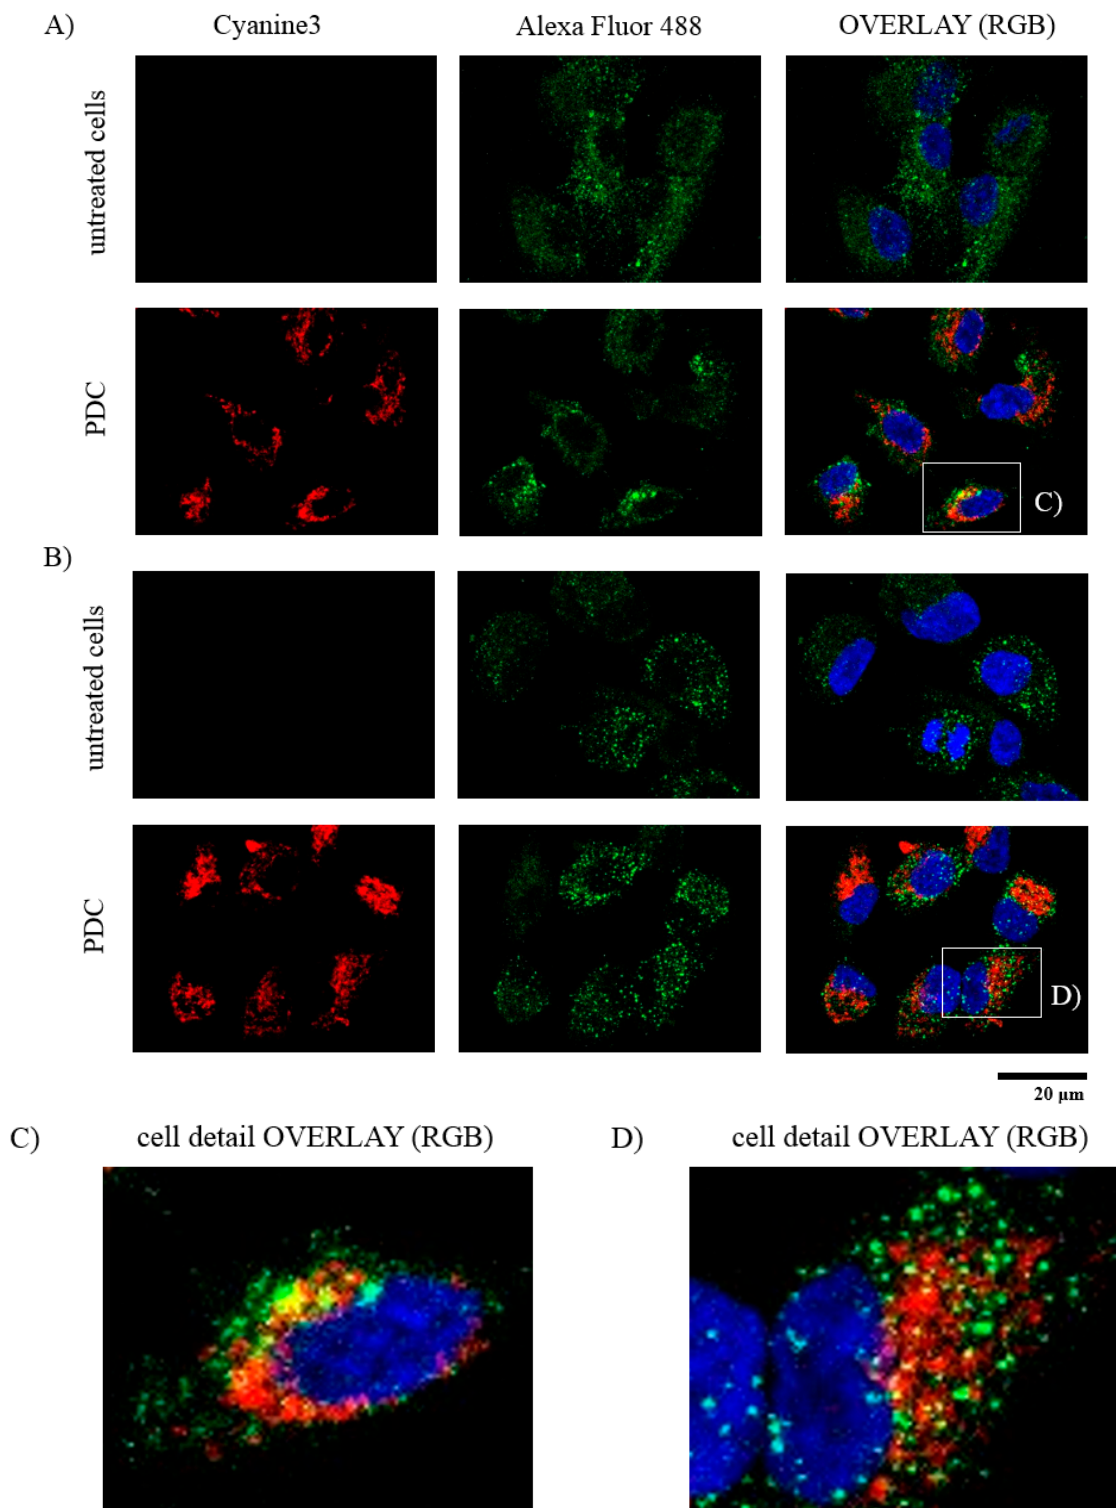 A)
Cyanine3
Alexa Fluor 488
OVERLAY (RGB)
untreated cells
PDC
C)
B)
untreated cells
PDC
D)
20 µm
C)
cell detail OVERLAY (RGB)
D)
cell detail OVERLAY (RGB)